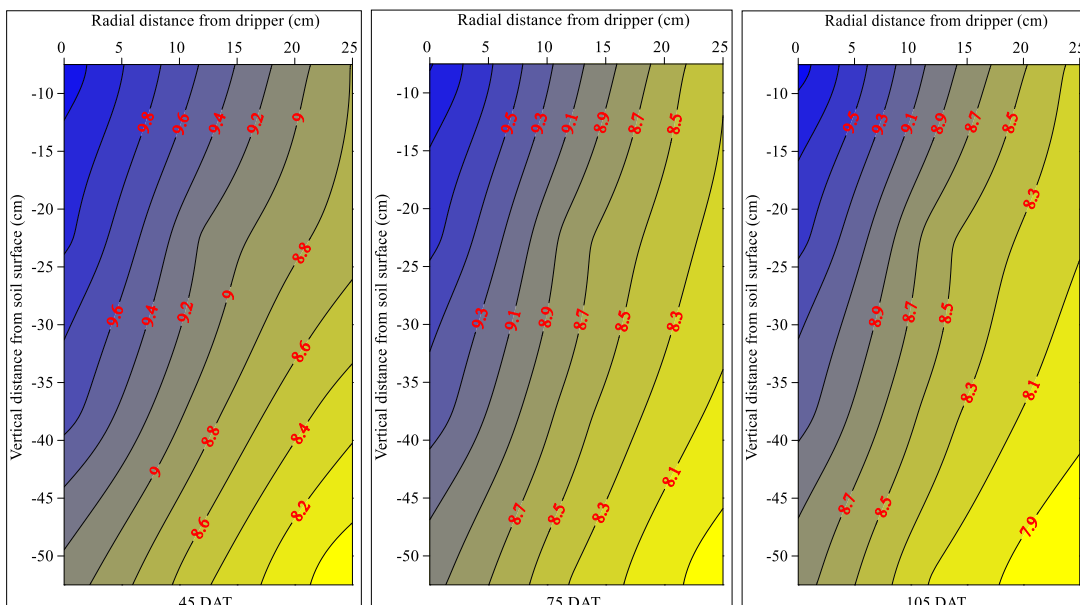 Radial distance from dripper (cm)
0 5 10 15 20 25
Vertical distance from soil surface (cm)
-10
-15
-20
-25
-30
-35
-40
-45
-50
9.8 9.6 9.4 9.2 9
8.8
9
9.6 9.4 9.2
8.6
8.8 8.4
9
8.2
8.6
45 DAT
Radial distance from dripper (cm)
0 5 10 15 20 25
Vertical distance from soil surface (cm)
-10
-15
-20
-25
-30
-35
-40
-45
-50
9.5 9.3 9.1 8.9 8.7 8.5
9.3 9.1 8.9 8.7 8.5 8.3
8.1
8.7 8.5 8.3
75 DAT
Radial distance from dripper (cm)
0 5 10 15 20 25
Vertical distance from soil surface (cm)
-10
-15
-20
-25
-30
-35
-40
-45
-50
9.5 9.3 9.1 8.9 8.7 8.5
8.3
8.9 8.7 8.5
8.3 8.1
8.7 8.5
7.9
105 DAT